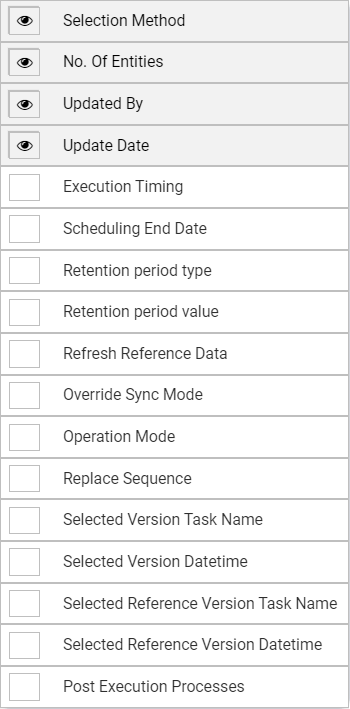 Selection Method
No. Of Entities
Updated By
Update Date
Execution Timing
Scheduling End Date
Retention period type
Retention period value
Refresh Reference Data
Override Sync Mode
Operation Mode
Replace Sequence
Selected Version Task Name
Selected Version Datetime
Selected Reference Version Task Name
Selected Reference Version Datetime
Post Execution Processes